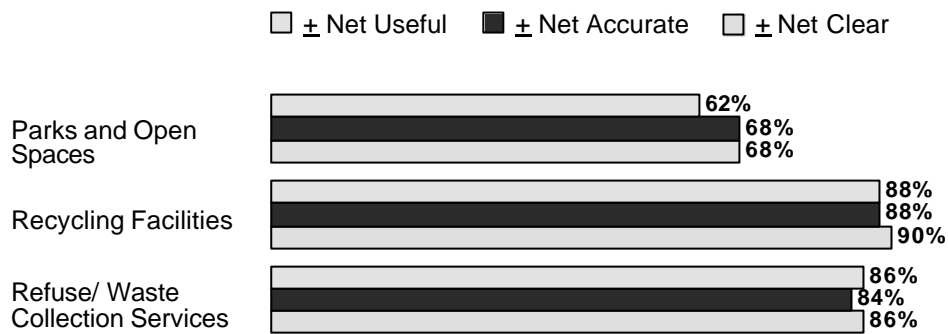 ± Net Useful ± Net Accurate ± Net Clear
62%
Parks and Open
Spaces
68%
68%
88%
Recycling Facilities
88%
90%
86%
Refuse/ Waste
Collection Services
84%
86%